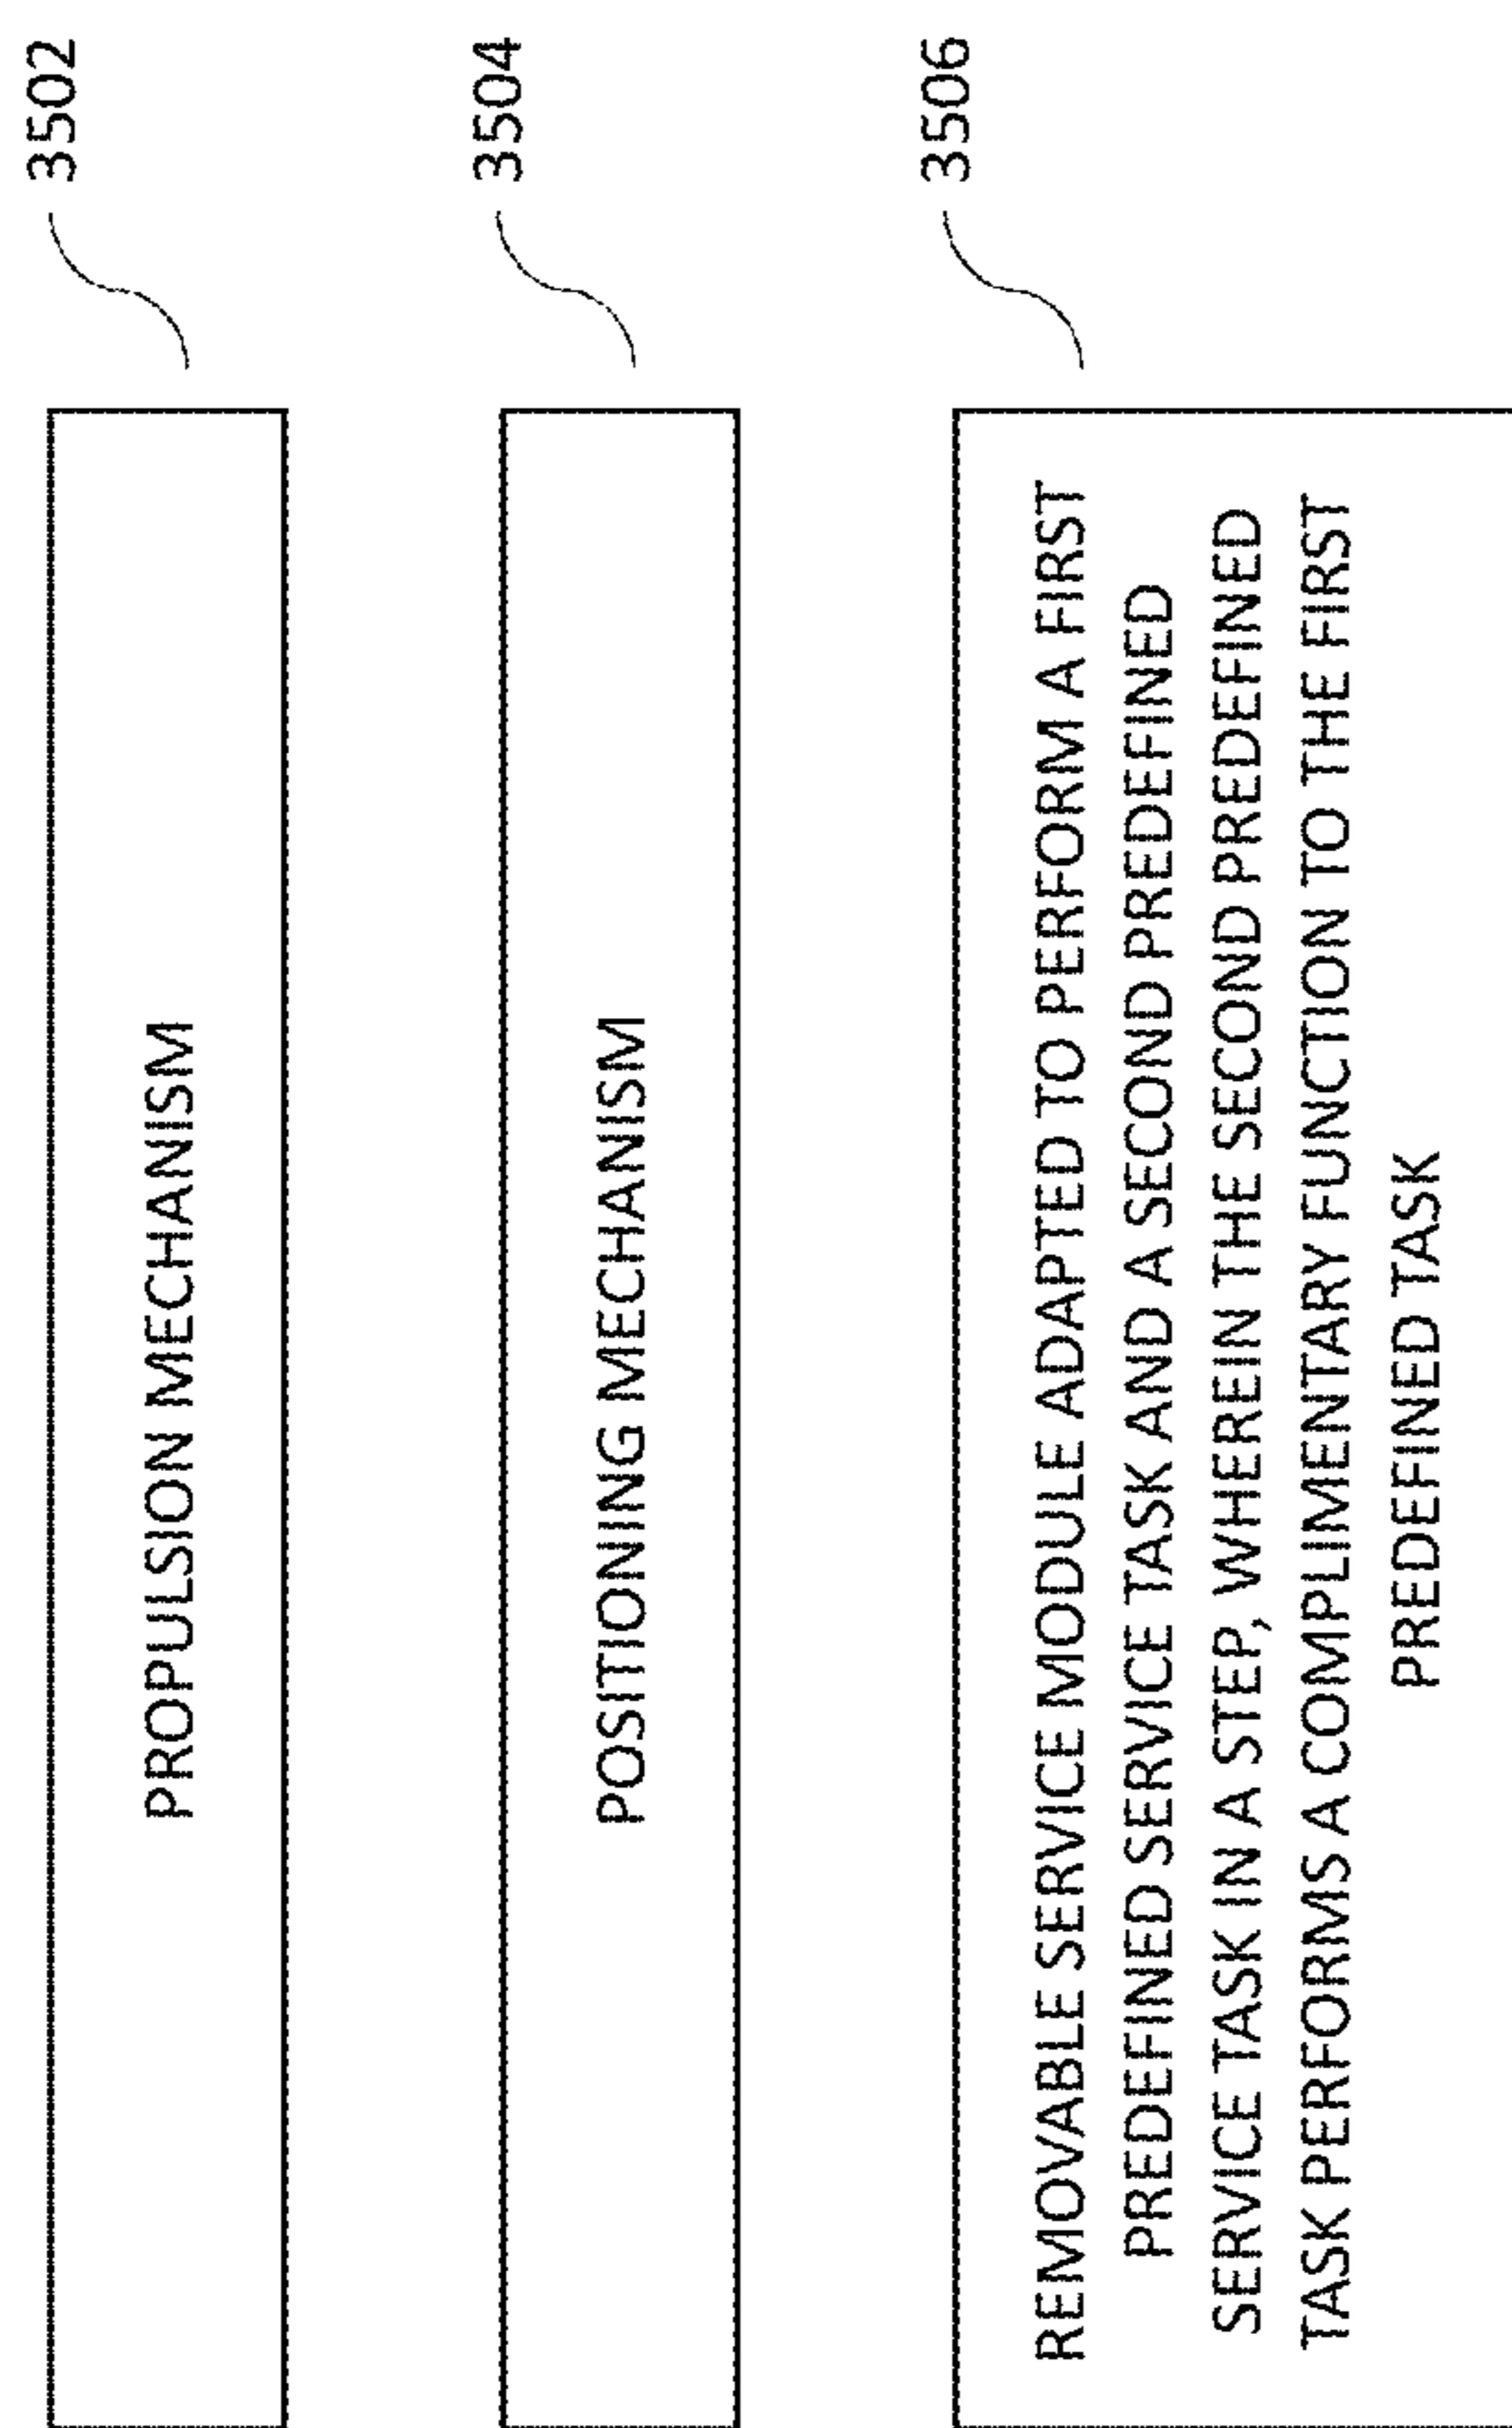 PROPULSION MECHANISM
3502
POSITIONING MECHANISM
3504
REMOVABLE SERVICE MODULE ADAPTED TO PERFORM A FIRST
PREDEFINED SERVICE TASK AND A SECOND PREDEFINED
SERVICE TASK IN A STEP, WHEREIN THE SECOND PREDEFINED
TASK PERFORMS A COMPLIMENTARY FUNCTION TO THE FIRST
PREDEFINED TASK
3506